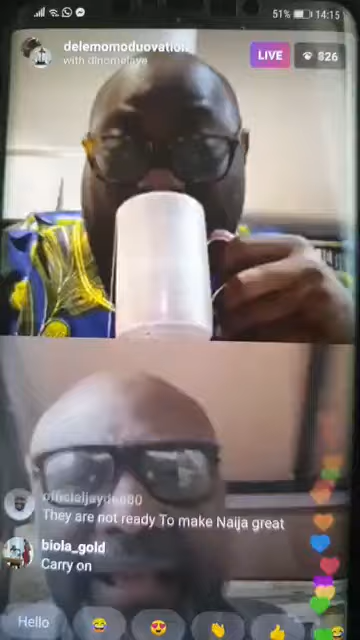 51% 14:15
delemomoduovation
with dinomelaye
LIVE 826
officialjaydee80
They are not ready To make Naija great
biola_gold
Carry on
Hello